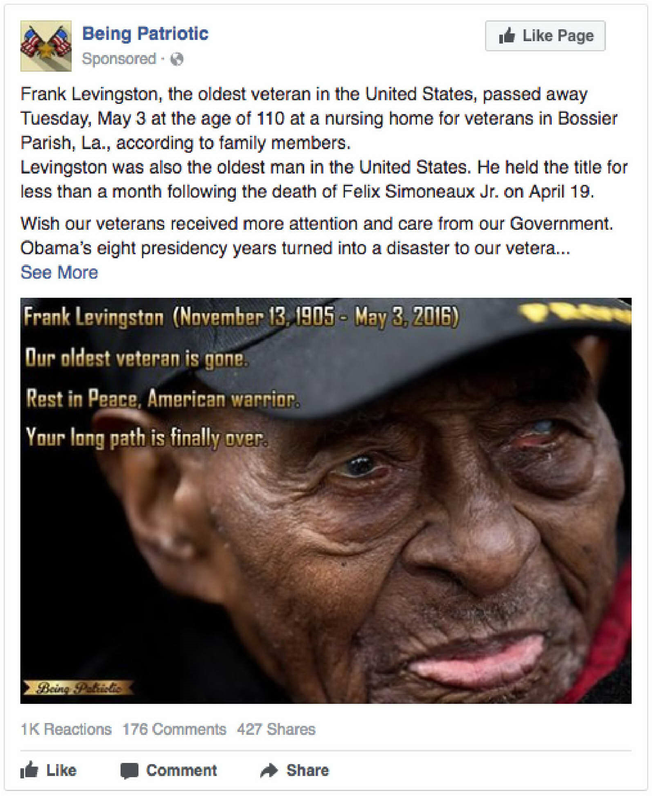 Being Patriotic
Like Page
Sponsored ·
Frank Levingston, the oldest veteran in the United States, passed away
Tuesday, May 3 at the age of 110 at a nursing home for veterans in Bossier
Parish, La., according to family members.
Levingston was also the oldest man in the United States. He held the title for
less than a month following the death of Felix Simoneaux Jr. on April 19.
Wish our veterans received more attention and care from our Government.
Obama's eight presidency years turned into a disaster to our vetera...
See More
Frank Levingston (November 13, 1905 - May 3, 2016)
Our oldest veteran is gone.
Rest in Peace, American warrior.
Your long path is finally over.
Being Patriotic
1K Reactions 176 Comments 427 Shares
Like Comment Share